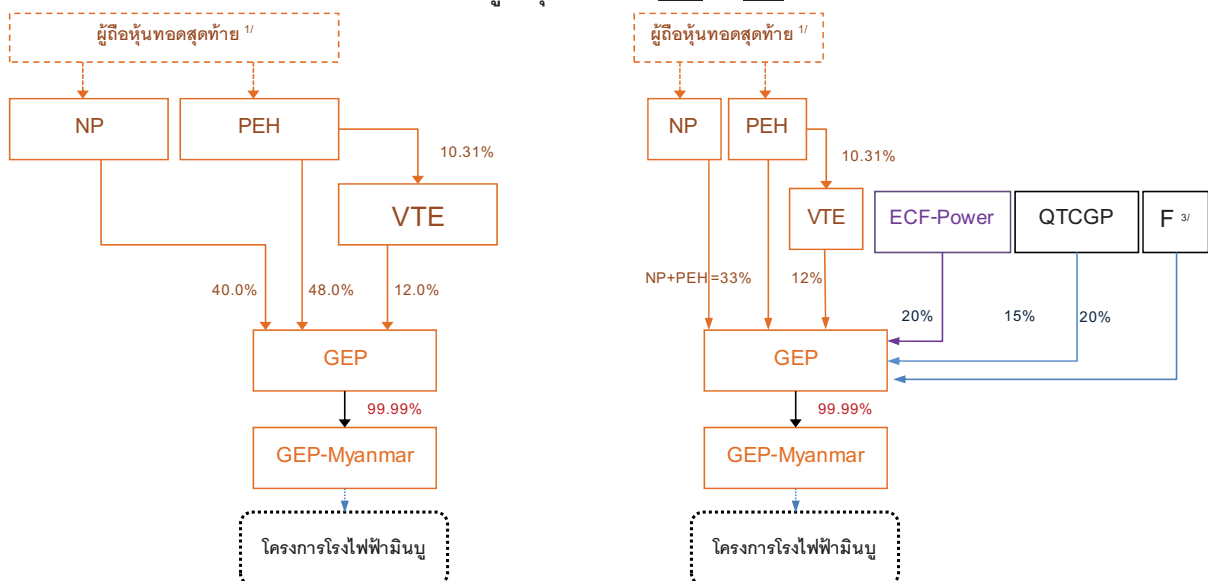 ผู้ถือหุ้นทอดสุดท้าย 1/
NP
PEH
10.31%
VTE
40.0%
48.0%
12.0%
GEP
99.99%
GEP-Myanmar
โครงการโรงไฟฟ้ามินบู
ผู้ถือหุ้นทอดสุดท้าย 1/
NP
PEH
10.31%
VTE
ECF-Power
QTCGP
F 3/
NP+PEH=33%
12%
20%
15%
20%
GEP
99.99%
GEP-Myanmar
โครงการโรงไฟฟ้ามินบู